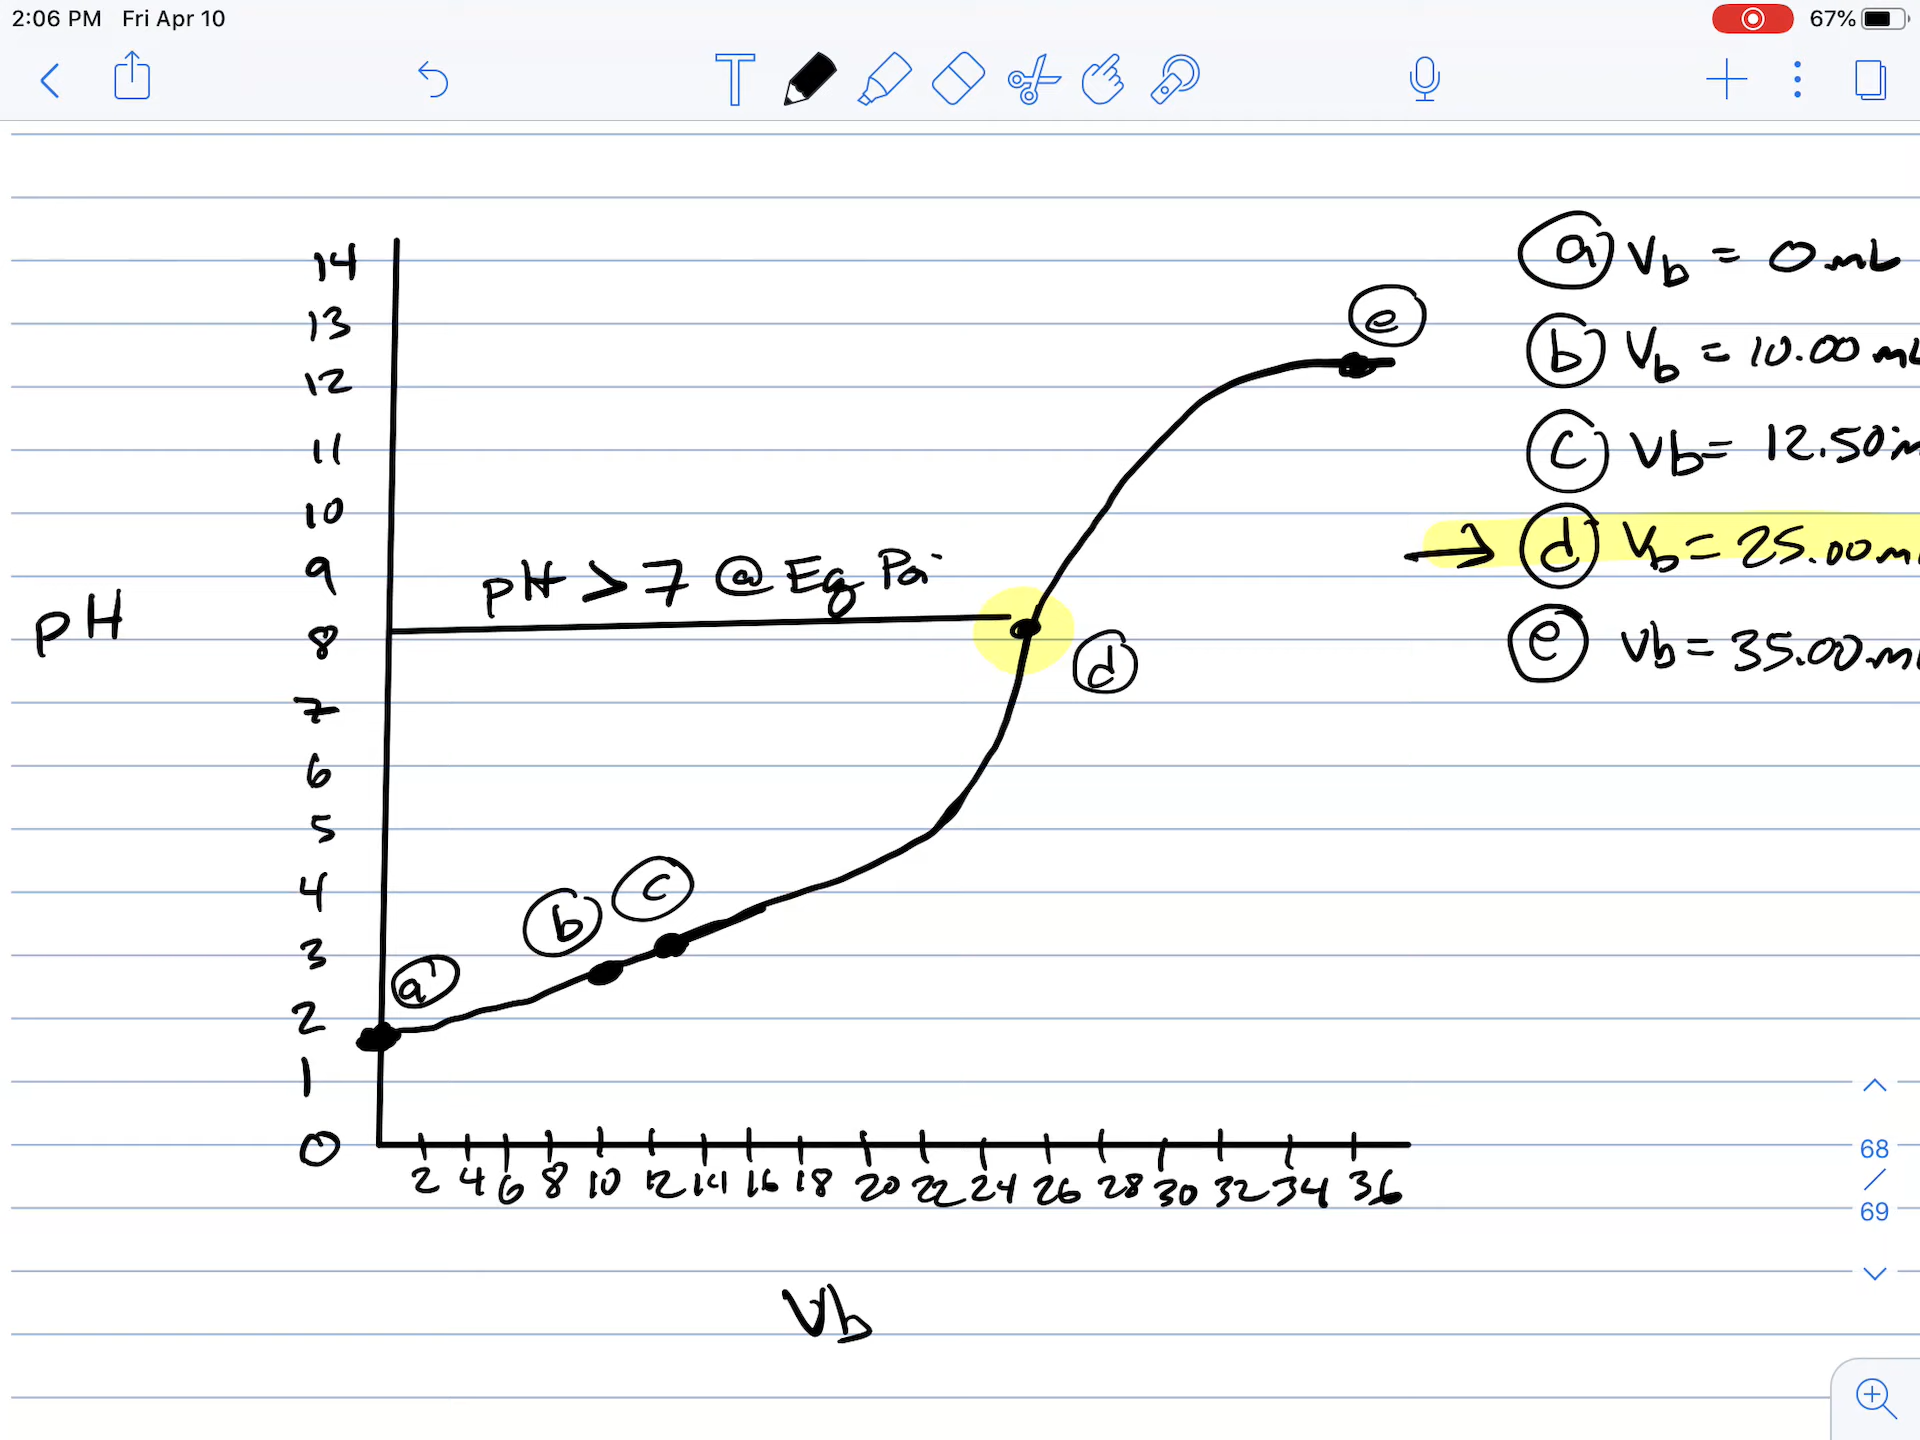 2:06 PM Fri Apr 10
67%
T
14
13
12
11
10
9
8
7
6
5
4
3
2
1
0
pH
pH > 7 @ Eq
a
b
c
d
e
2 4 6 8 10 12 14 16 18 20 22 24 26 28 30 32 34 36
Vb
a Vb = 0 mL
b Vb = 10.00 mL
c Vb = 12.50 m
→ d Vb = 25.00 mL
e Vb = 35.00 mL
68
/
69